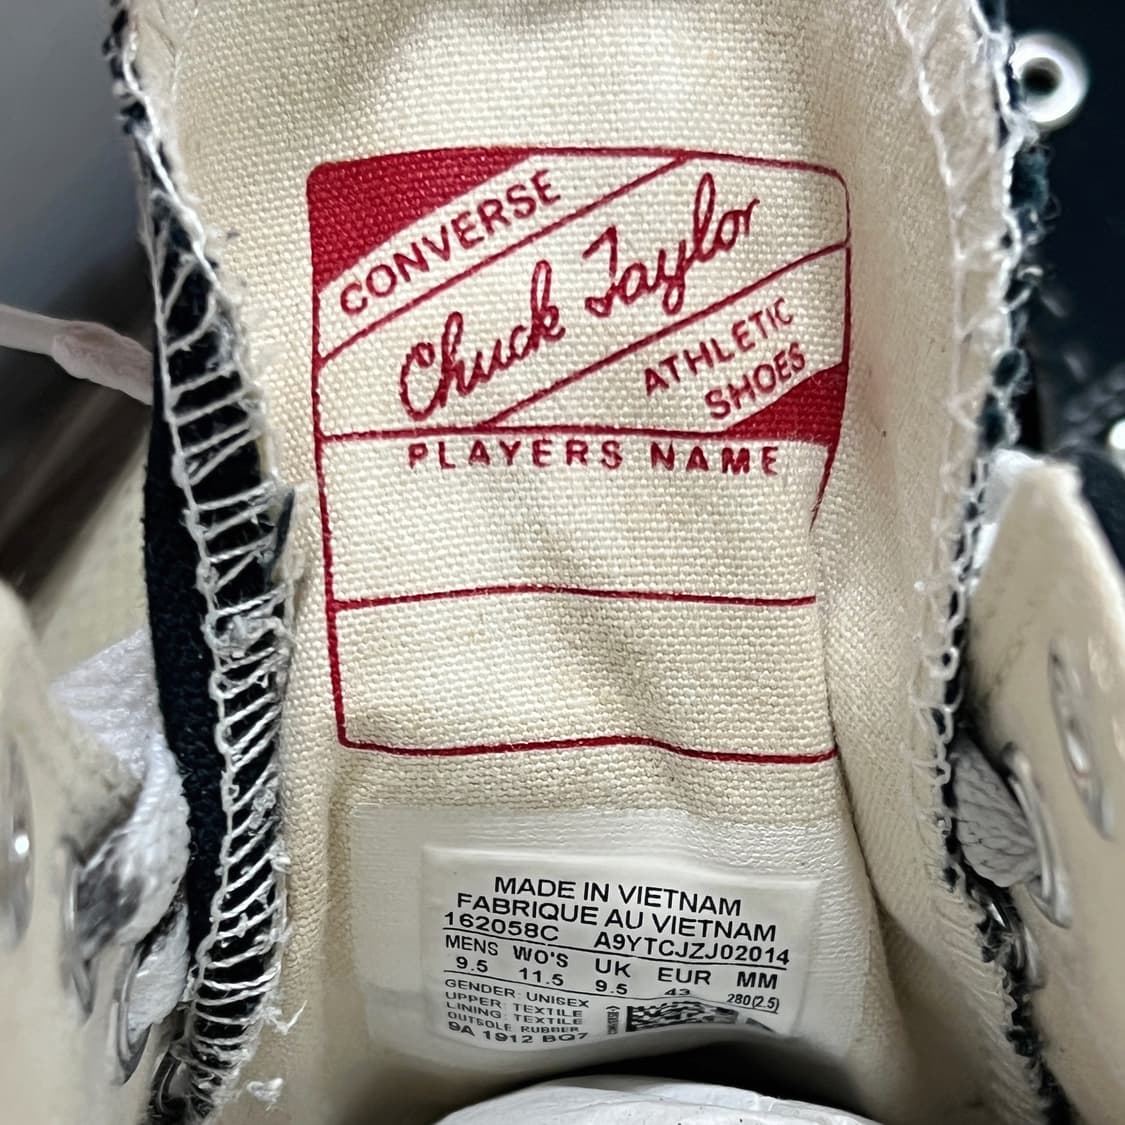 CONVERSE
Chuck Taylor
ATHLETIC
SHOES
PLAYERS NAME
MADE IN VIETNAM
FABRIQUE AU VIETNAM
162058C A9YTCJZJ02014
MENS WO'S UK EUR MM
9.5 11.5 9.5 43 280(2.5)
GENDER: UNISEX
UPPER: TEXTILE
LINING: TEXTILE
OUTSOLE RUBBER
9A 1912 BQ7